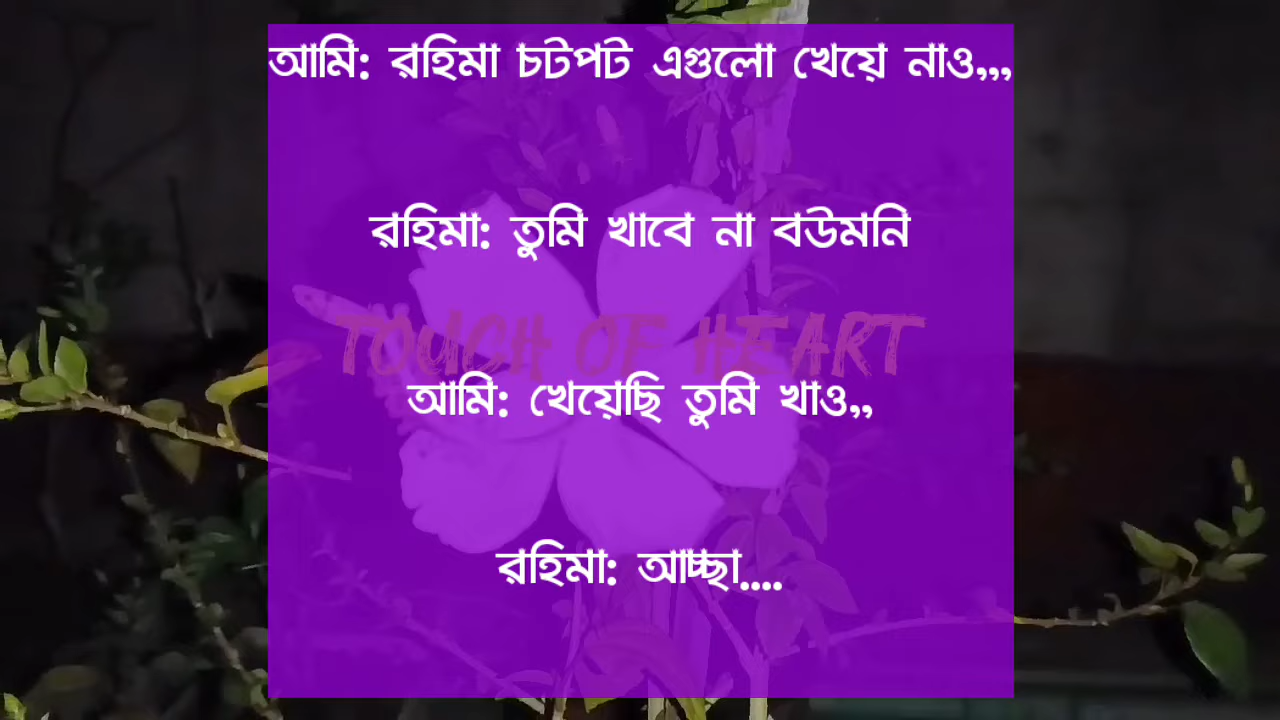 আমি: রহিমা চটপট এগুলো খেয়ে নাও,,,
রহিমা: তুমি খাবে না বউমনি
TOUCH OF HEART
আমি: খেয়েছি তুমি খাও,,
রহিমা: আচ্ছা....